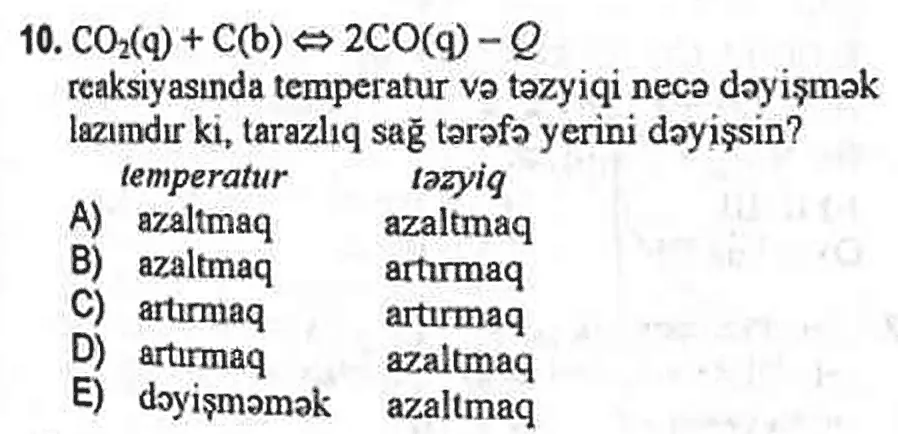 10. CO₂(q) + C(b) ⇔ 2CO(q) – Q
reaksiyasında temperatur və təzyiqi necə dəyişmək
lazımdır ki, tarazlıq sağ tərəfə yerini dəyişsin?
temperatur təzyiq
A) azaltmaq azaltmaq
B) azaltmaq artırmaq
C) artırmaq artırmaq
D) artırmaq azaltmaq
E) dəyişməmək azaltmaq